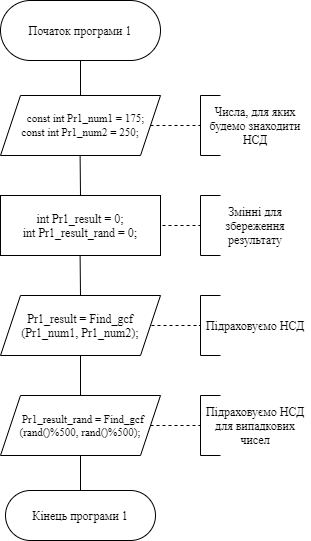 Початок програми 1
const int Pr1_num1 = 175;
const int Pr1_num2 = 250;
Числа, для яких
будемо знаходити
НСД
int Pr1_result = 0;
int Pr1_result_rand = 0;
Змінні для
збереження
результату
Pr1_result = Find_gcf
(Pr1_num1, Pr1_num2);
Підраховуємо НСД
Pr1_result_rand = Find_gcf
(rand()%500, rand()%500);
Підраховуємо НСД
для випадкових
чисел
Кінець програми 1